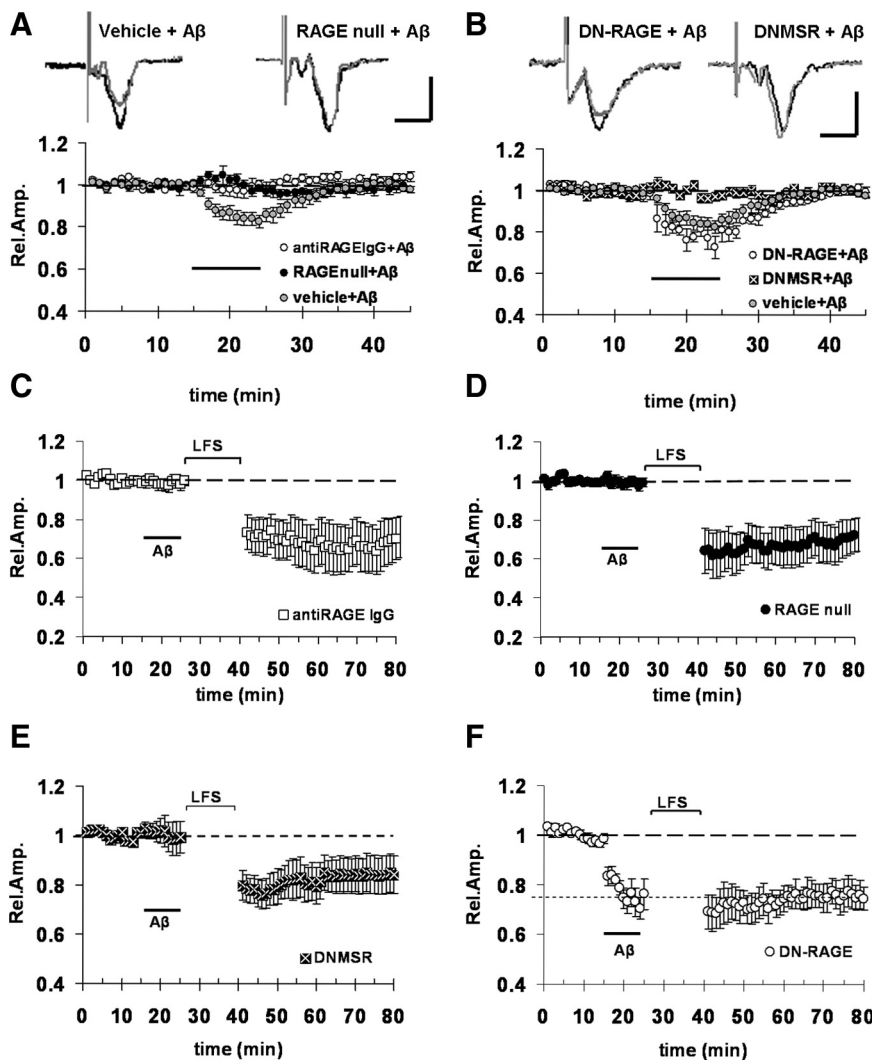 A
Vehicle + Aβ
RAGE null + Aβ
Rel.Amp.
1.2
1
0.8
0.6
0.4
antiRAGEIgG+Aβ
RAGEnull+Aβ
vehicle+Aβ
0 10 20 30 40
time (min)
B
DN-RAGE + Aβ
DNMSR + Aβ
Rel.Amp.
1.2
1
0.8
0.6
0.4
DN-RAGE+Aβ
DNMSR+Aβ
vehicle+Aβ
0 10 20 30 40
time (min)
C
Rel.Amp.
1.2
1
0.8
0.6
0.4
0.2
LFS
Aβ
antiRAGE IgG
0 10 20 30 40 50 60 70 80
time (min)
D
Rel.Amp.
1.2
1
0.8
0.6
0.4
0.2
LFS
Aβ
RAGE null
0 10 20 30 40 50 60 70 80
time (min)
E
Rel.Amp.
1.2
1
0.8
0.6
0.4
LFS
Aβ
DNMSR
0 10 20 30 40 50 60 70 80
time (min)
F
Rel.Amp.
1.2
1
0.8
0.6
0.4
LFS
Aβ
DN-RAGE
0 10 20 30 40 50 60 70 80
time (min)